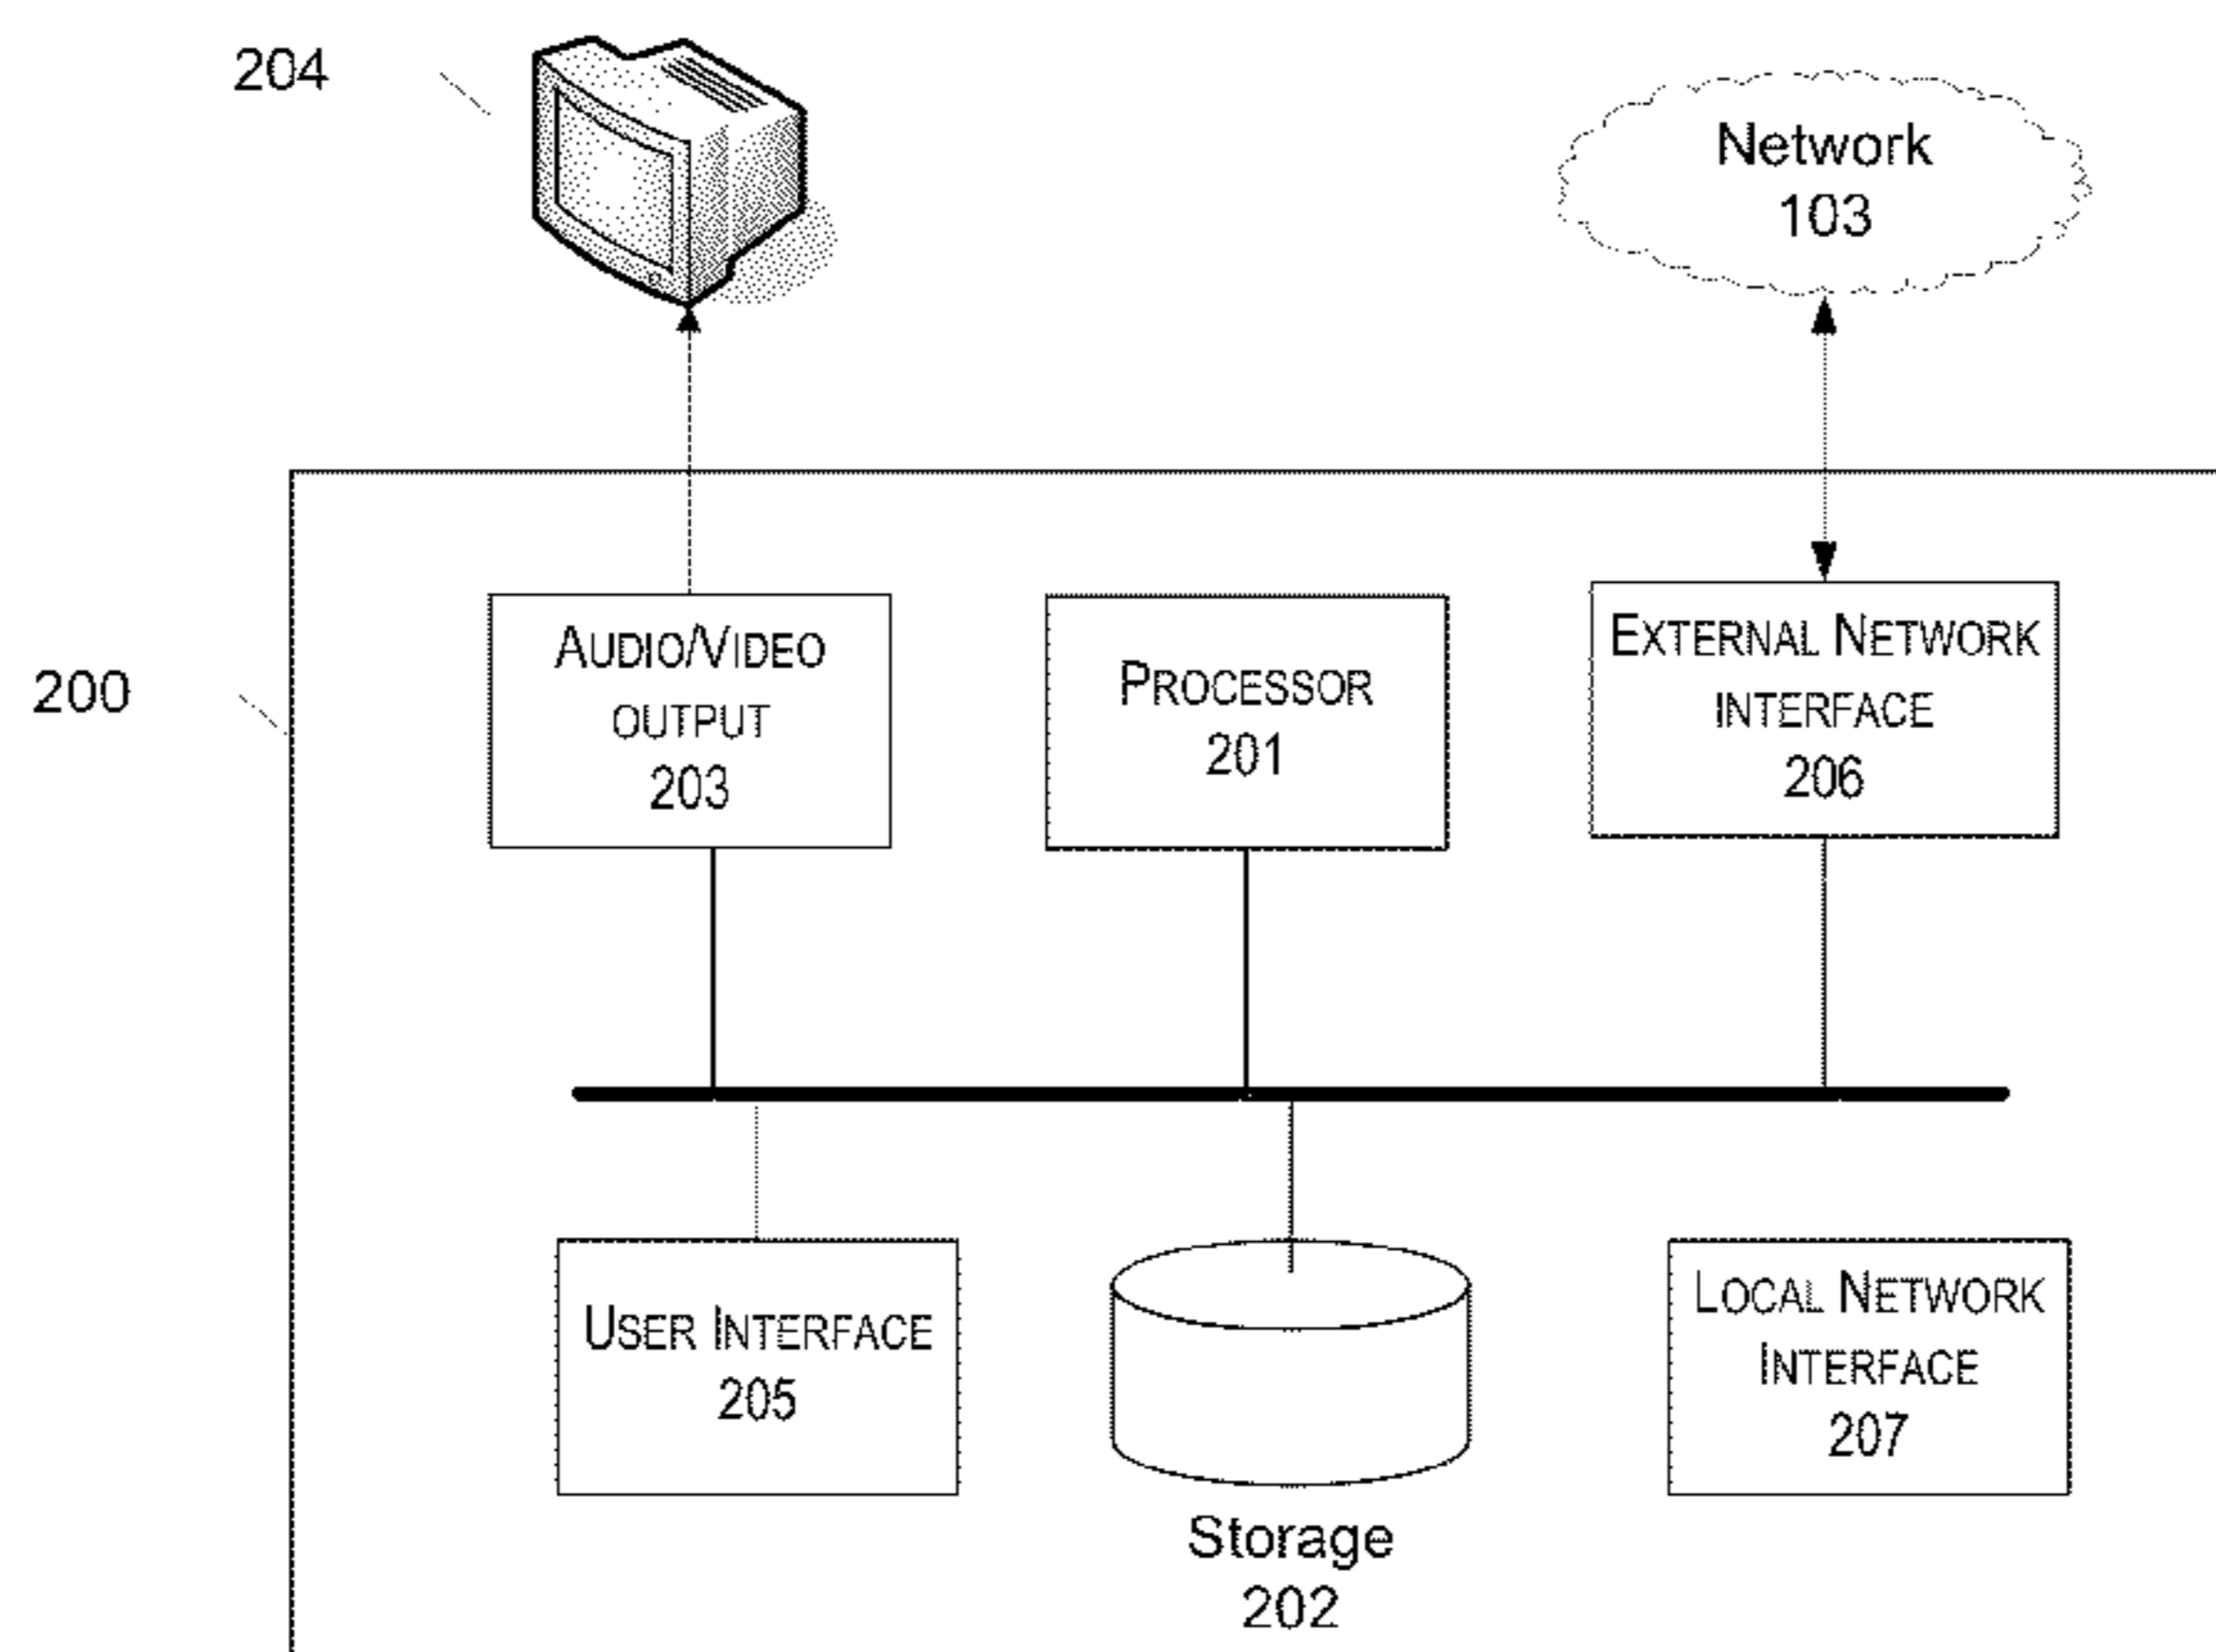 204
Network
103
200
AUDIO/VIDEO
OUTPUT
203
PROCESSOR
201
EXTERNAL NETWORK
INTERFACE
206
USER INTERFACE
205
Storage
202
LOCAL NETWORK
INTERFACE
207